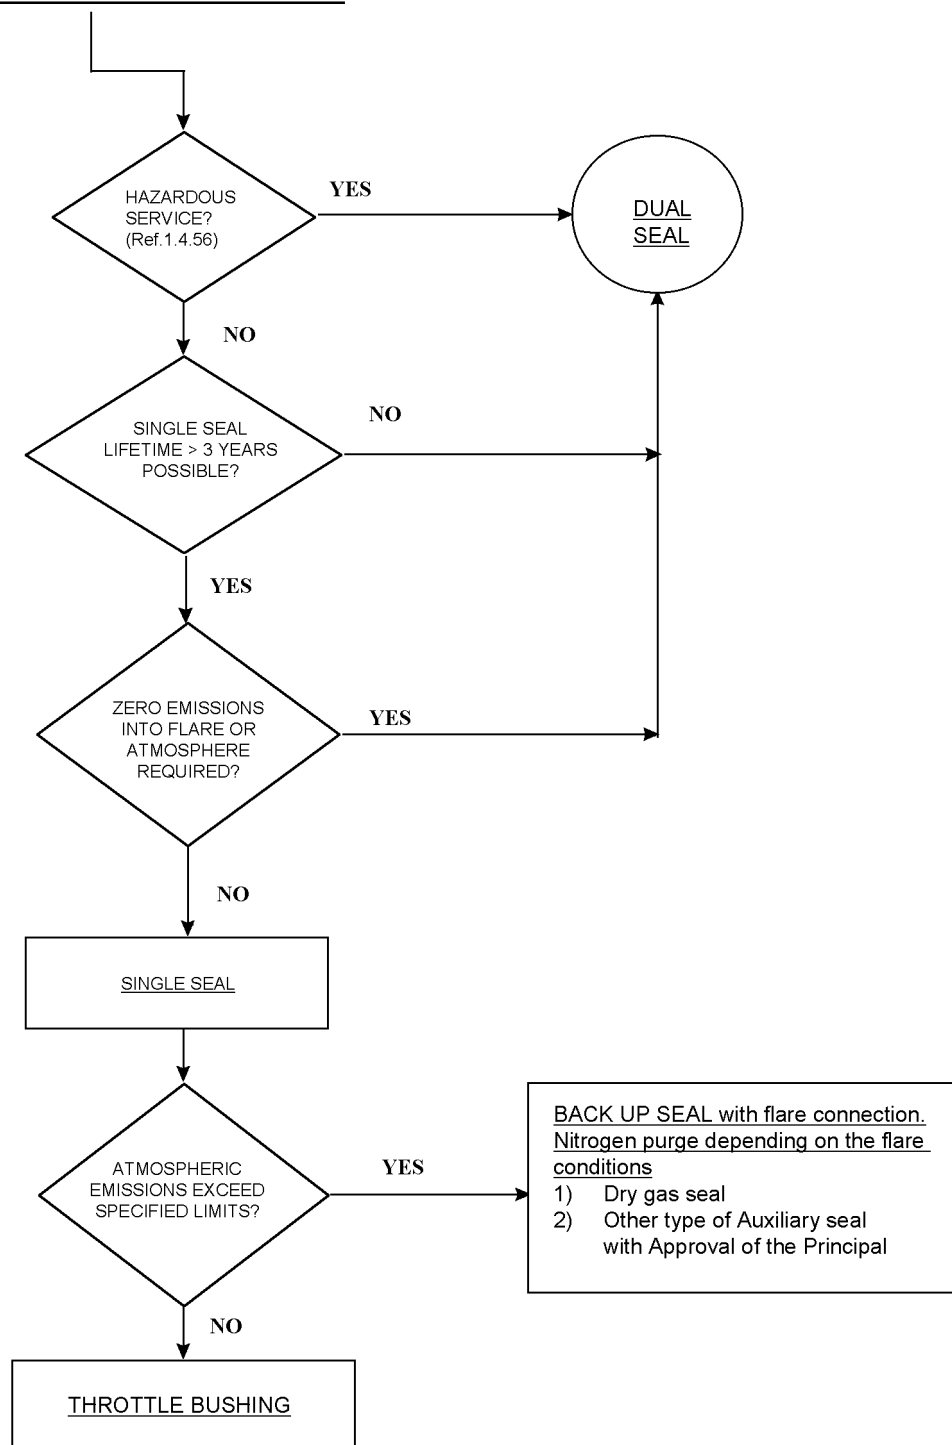 HAZARDOUS
SERVICE?
(Ref.1.4.56)
YES
DUAL
SEAL
NO
SINGLE SEAL
LIFETIME > 3 YEARS
POSSIBLE?
NO
YES
ZERO EMISSIONS
INTO FLARE OR
ATMOSPHERE
REQUIRED?
YES
NO
SINGLE SEAL
ATMOSPHERIC
EMISSIONS EXCEED
SPECIFIED LIMITS?
YES
BACK UP SEAL with flare connection.
Nitrogen purge depending on the flare
conditions
1) Dry gas seal
2) Other type of Auxiliary seal
with Approval of the Principal
NO
THROTTLE BUSHING